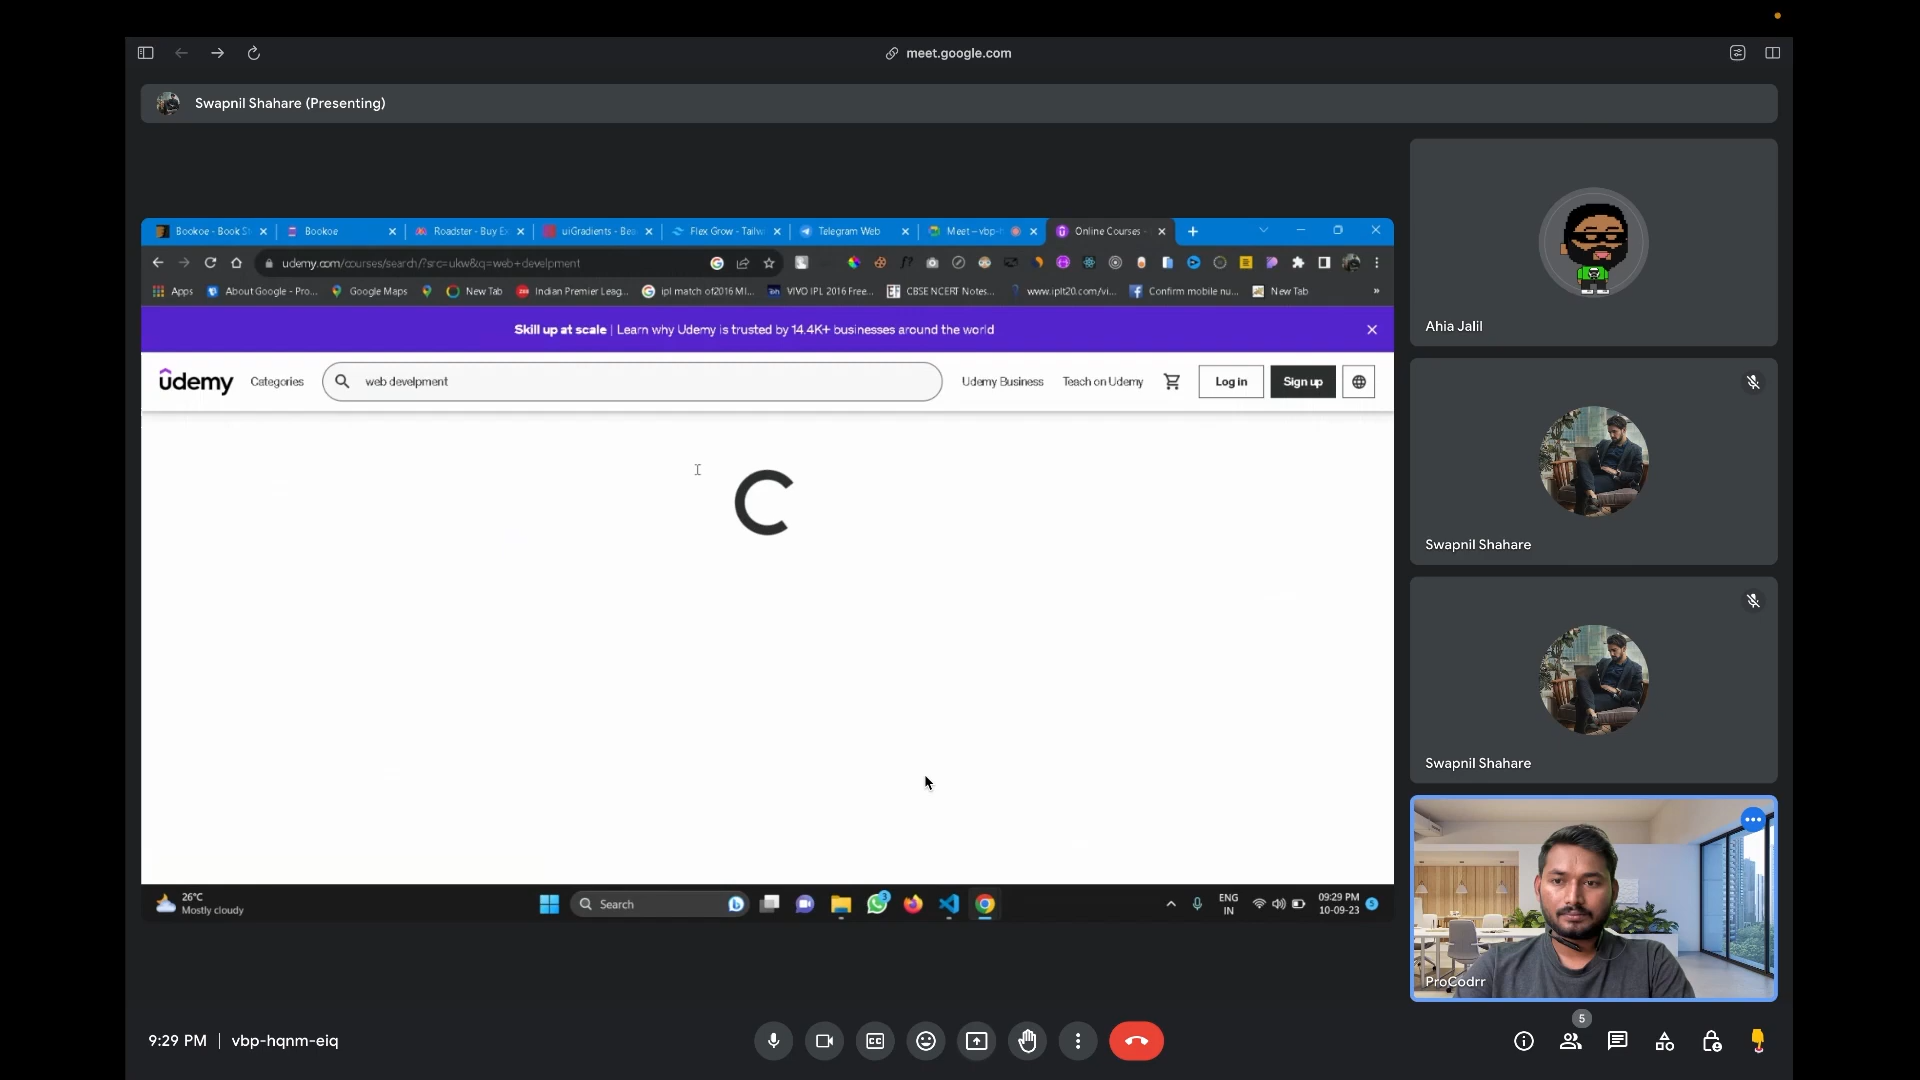 meet.google.com
Swapnil Shahare (Presenting)
Bookoe - Book S
Bookoe
Roadster - Buy E
uiGradients - Bea
Flex Grow - Tailw
Telegram Web
Meet – vbp-h
Online Courses -
udemy.com/courses/search/?src=ukw&q=web+develpment
Apps
About Google - Pro...
Google Maps
New Tab
Indian Premier Leag...
ipl match of2016 MI...
VIVO IPL 2016 Free...
CBSE NCERT Notes...
www.iplt20.com/vi...
Confirm mobile nu...
New Tab
»
Skill up at scale | Learn why Udemy is trusted by 14.4K+ businesses around the world
udemy
Categories
web develpment
Udemy Business
Teach on Udemy
Log in
Sign up
26°C
Mostly cloudy
Search
ENG
IN
09:29 PM
10-09-23
Ahia Jalil
Swapnil Shahare
Swapnil Shahare
ProCodrr
9:29 PM | vbp-hqnm-eiq
5